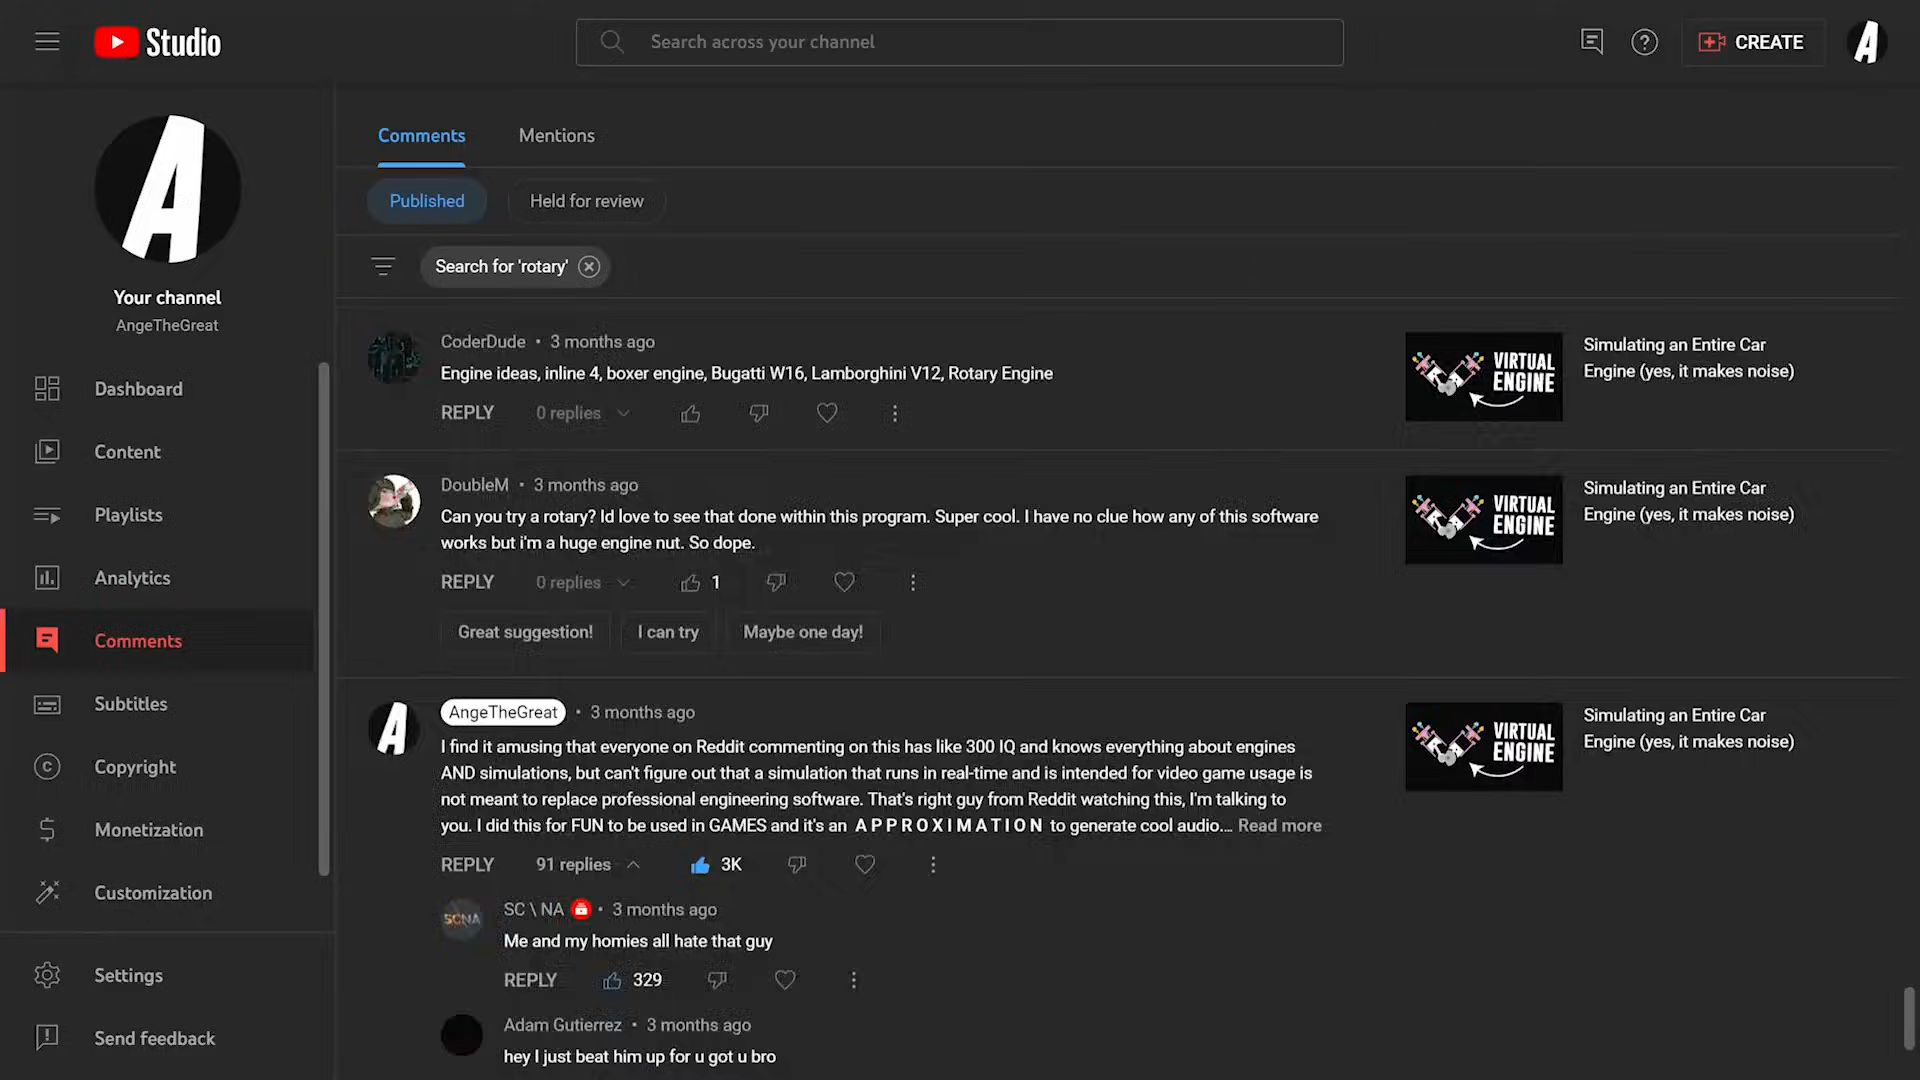 Studio
Search across your channel
CREATE
Your channel
AngeTheGreat
Dashboard
Content
Playlists
Analytics
Comments
Subtitles
Copyright
Monetization
Customization
Settings
Send feedback
Comments
Mentions
Published
Held for review
Search for 'rotary'
CoderDude • 3 months ago
Engine ideas, inline 4, boxer engine, Bugatti W16, Lamborghini V12, Rotary Engine
REPLY 0 replies
VIRTUAL
ENGINE
Simulating an Entire Car
Engine (yes, it makes noise)
DoubleM • 3 months ago
Can you try a rotary? Id love to see that done within this program. Super cool. I have no clue how any of this software
works but i'm a huge engine nut. So dope.
REPLY 0 replies 1
Great suggestion! I can try Maybe one day!
VIRTUAL
ENGINE
Simulating an Entire Car
Engine (yes, it makes noise)
AngeTheGreat • 3 months ago
I find it amusing that everyone on Reddit commenting on this has like 300 IQ and knows everything about engines
AND simulations, but can't figure out that a simulation that runs in real-time and is intended for video game usage is
not meant to replace professional engineering software. That's right guy from Reddit watching this, I'm talking to
you. I did this for FUN to be used in GAMES and it's an A P P R O X I M A T I O N to generate cool audio... Read more
REPLY 91 replies 3K
VIRTUAL
ENGINE
Simulating an Entire Car
Engine (yes, it makes noise)
SCNA
SC \ NA • 3 months ago
Me and my homies all hate that guy
REPLY 329
Adam Gutierrez • 3 months ago
hey I just beat him up for u got u bro